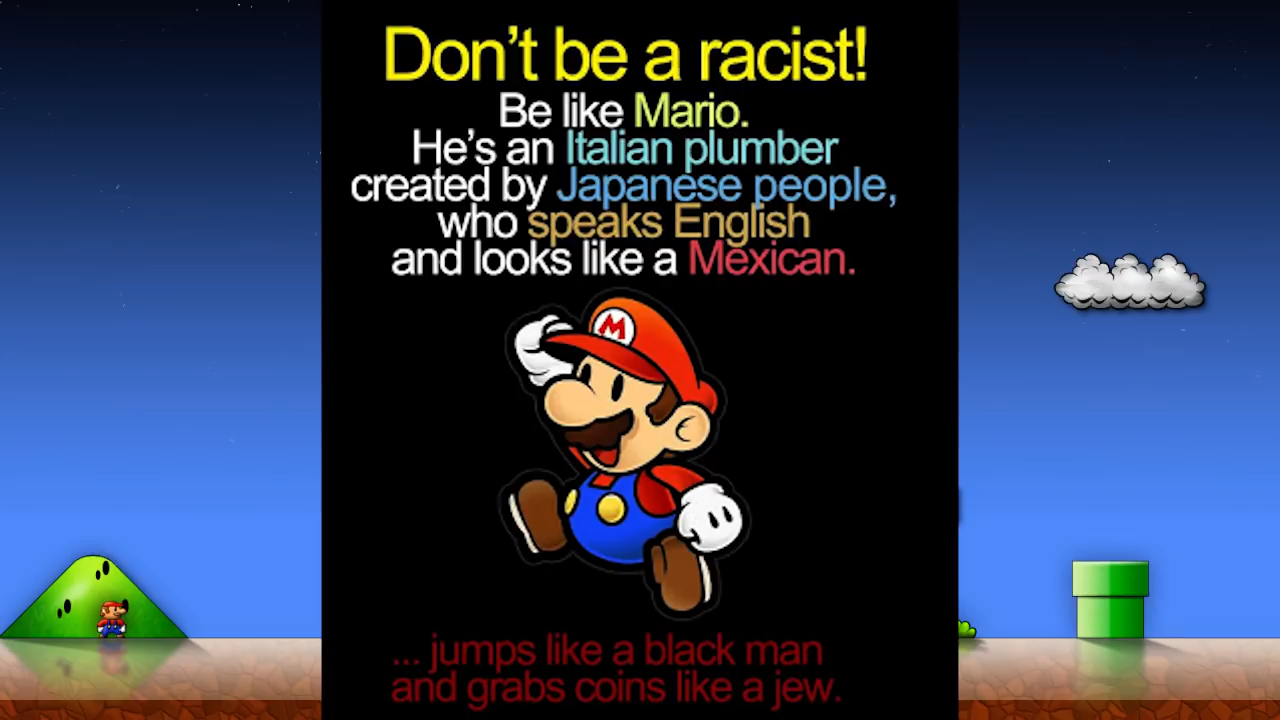 Don't be a racist!
Be like Mario.
He's an Italian plumber
created by Japanese people,
who speaks English
and looks like a Mexican.
M
... jumps like a black man
and grabs coins like a jew.